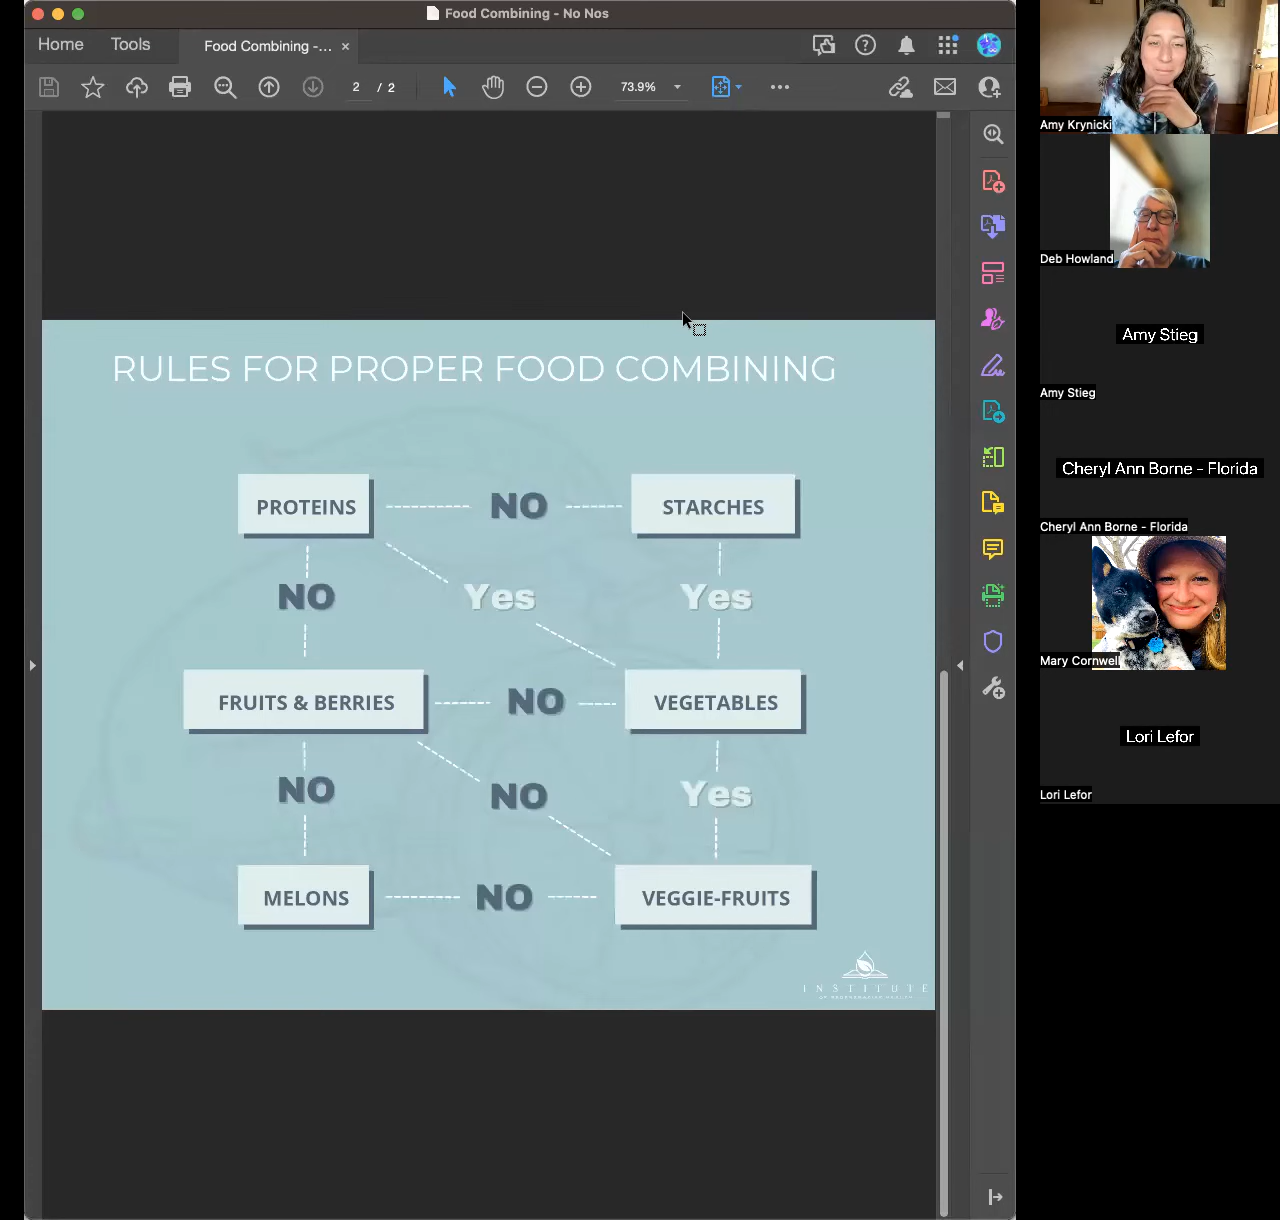 Food Combining - No Nos
Home
Tools
Food Combining -... ×
2 / 2
73.9%
RULES FOR PROPER FOOD COMBINING
PROTEINS
NO
STARCHES
NO
Yes
Yes
FRUITS & BERRIES
NO
VEGETABLES
NO
NO
Yes
MELONS
NO
VEGGIE-FRUITS
INSTITUTE
Amy Krynicki
Deb Howland
Amy Stieg
Amy Stieg
Cheryl Ann Borne - Florida
Cheryl Ann Borne - Florida
Mary Cornwell
Lori Lefor
Lori Lefor